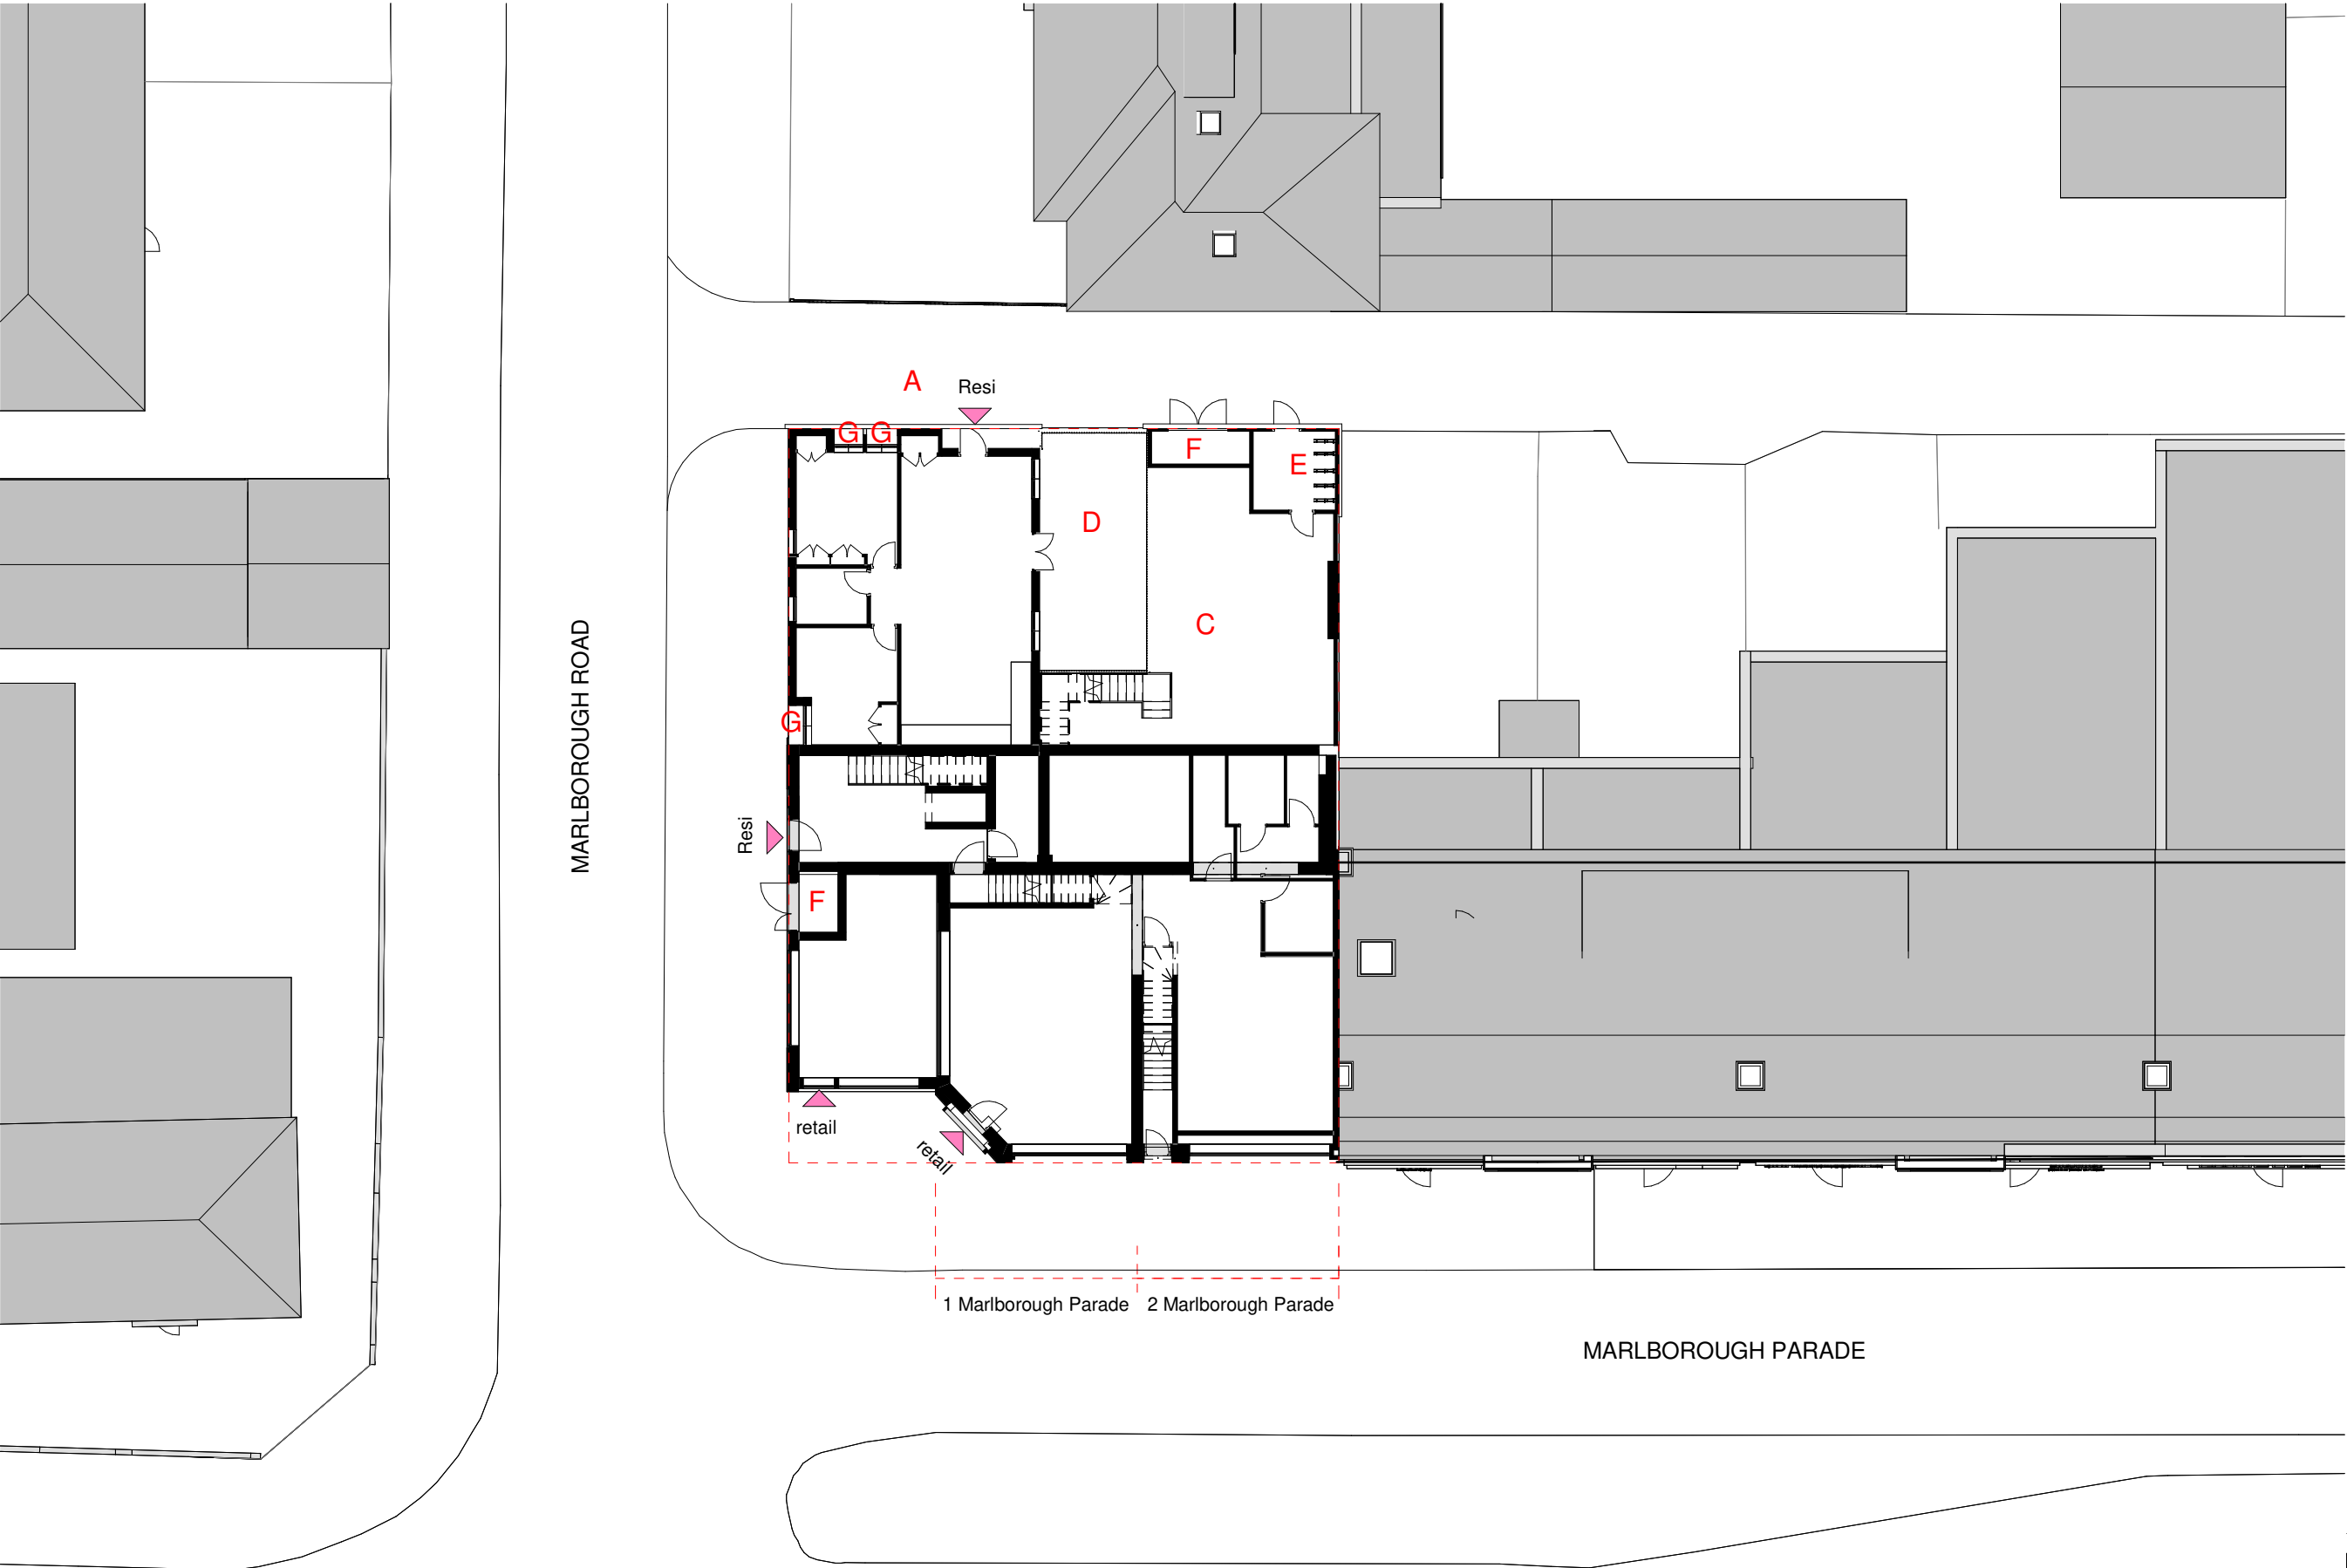 A
Resi
G G
F
E
D
C
G
MARLBOROUGH ROAD
Resi
F
retail
retail
1 Marlborough Parade
2 Marlborough Parade
MARLBOROUGH PARADE